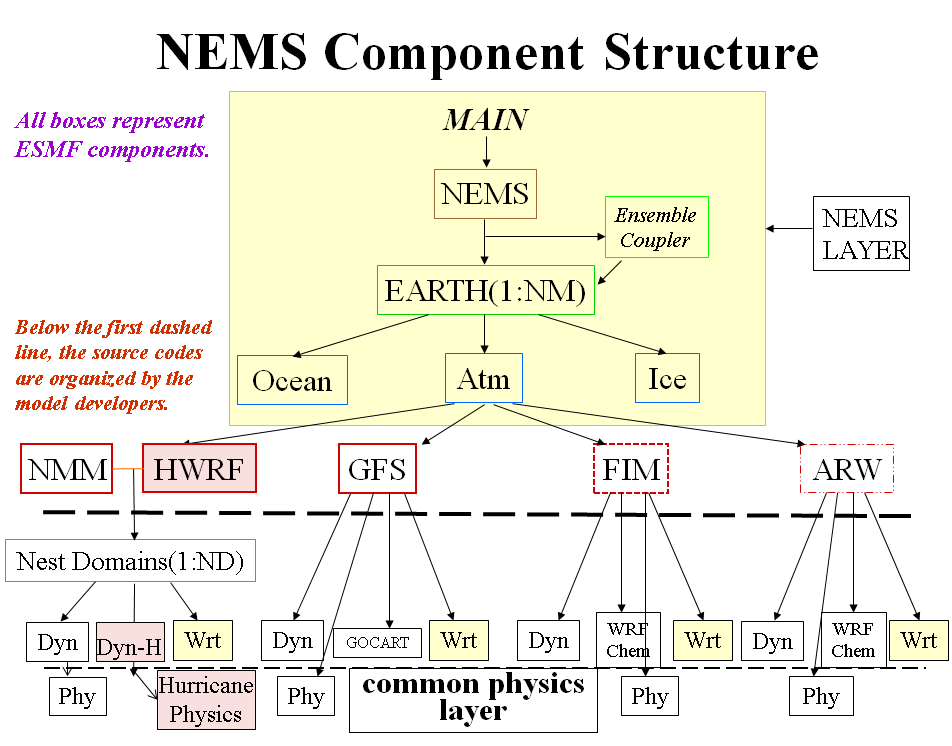 NEMS Component Structure
All boxes represent
ESMF components.
MAIN
NEMS
Ensemble
Coupler
NEMS
LAYER
EARTH(1:NM)
Below the first dashed
line, the source codes
are organized by the
model developers.
Ocean
Atm
Ice
NMM
HWRF
GFS
FIM
ARW
Nest Domains(1:ND)
Dyn
Dyn-H
Wrt
Dyn
GOCART
Wrt
Dyn
WRF
Chem
Wrt
Dyn
WRF
Chem
Wrt
Phy
Hurricane
Physics
Phy
common physics
layer
Phy
Phy